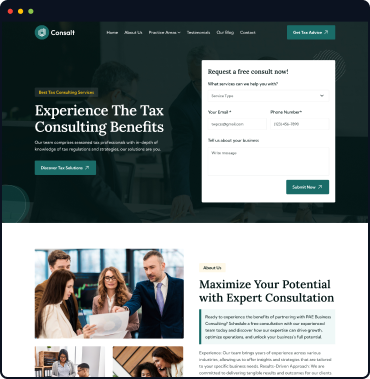 Consalt
Home About Us Practice Areas Testimonials Our Blog Contact
Get Tax Advice
Best Tax Consulting Services
Experience The Tax
Consulting Benefits
Our team comprises seasoned tax professionals with in-depth of
knowledge of tax regulations and strategies, our solutions are you.
Discover Tax Solutions
Request a free consult now!
What services can we help you with?
Service Type
Your Email * Phone Number*
Tell us about your business
Write message
Submit Now
About Us
Maximize Your Potential
with Expert Consultation
Ready to experience the benefits of partnering with PAE Business
Consulting? Schedule a free consultation with our experienced
team today and discover how our expertise can drive growth,
optimize operations, and unlock your business's full potential.
Experience: Our team brings years of experience across various
industries, allowing us to offer insights and strategies that are tailored
to your specific business needs. Results-Driven Approach: We are
committed to delivering tangible results and outcomes for our clients